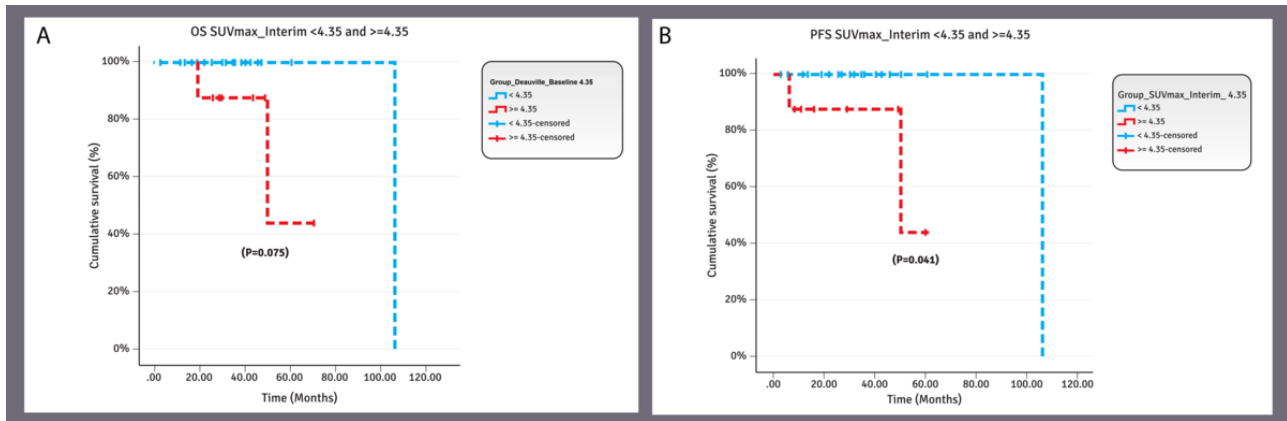 A
OS SUVmax_Interim <4.35 and >=4.35
100%
80%
60%
40%
20%
0%
Cumulative survival (%)
(P=0.075)
.00 20.00 40.00 60.00 80.00 100.00 120.00
Time (Months)
Group_Deauville_Baseline 4.35
< 4.35
>= 4.35
< 4.35-censored
>= 4.35-censored
B
PFS SUVmax_Interim <4.35 and >=4.35
100%
80%
60%
40%
20%
0%
Cumulative survival (%)
(P=0.041)
.00 20.00 40.00 60.00 80.00 100.00 120.00
Time (Months)
Group_SUVmax_Interim_ 4.35
< 4.35
>= 4.35
< 4.35-censored
>= 4.35-censored